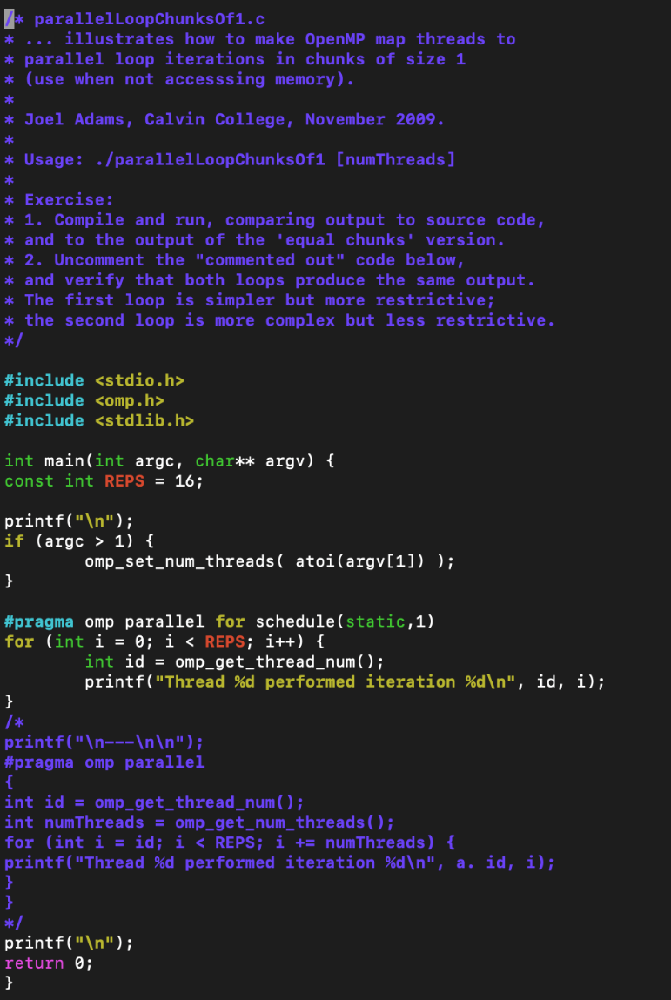 /* parallelLoopChunksOf1.c
* ... illustrates how to make OpenMP map threads to
* parallel loop iterations in chunks of size 1
* (use when not accesssing memory).
*
* Joel Adams, Calvin College, November 2009.
*
* Usage: ./parallelLoopChunksOf1 [numThreads]
*
* Exercise:
* 1. Compile and run, comparing output to source code,
* and to the output of the 'equal chunks' version.
* 2. Uncomment the "commented out" code below,
* and verify that both loops produce the same output.
* The first loop is simpler but more restrictive;
* the second loop is more complex but less restrictive.
*/

#include <stdio.h>
#include <omp.h>
#include <stdlib.h>

int main(int argc, char** argv) {
const int REPS = 16;

printf("\n");
if (argc > 1) {
        omp_set_num_threads( atoi(argv[1]) );
}

#pragma omp parallel for schedule(static,1)
for (int i = 0; i < REPS; i++) {
        int id = omp_get_thread_num();
        printf("Thread %d performed iteration %d\n", id, i);
}
/*
printf("\n---\n\n");
#pragma omp parallel
{
int id = omp_get_thread_num();
int numThreads = omp_get_num_threads();
for (int i = id; i < REPS; i += numThreads) {
printf("Thread %d performed iteration %d\n", a. id, i);
}
}
*/
printf("\n");
return 0;
}